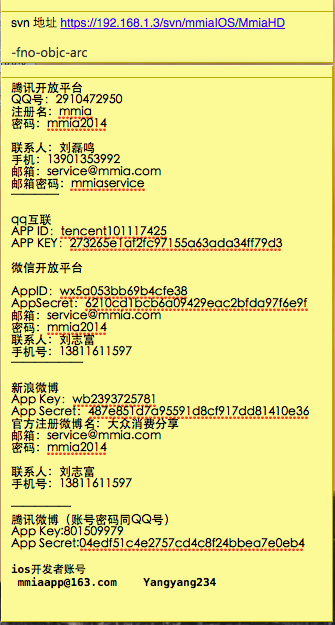 svn 地址 https://192.168.1.3/svn/mmiaIOS/MmiaHD
-fno-objc-arc
腾讯开放平台
QQ号：2910472950
注册名：mmia
密码：mmia2014
联系人：刘磊鸣
手机：13901353992
邮箱：service@mmia.com
邮箱密码：mmiaservice
qq互联
APP ID：tencent101117425
APP KEY：273265e1af2fc97155a63ada34ff79d3
微信开放平台
AppID：wx5a053bb69b4cfe38
AppSecret：6210cd1bcb6a09429eac2bfda97f6e9f
邮箱：service@mmia.com
密码：mmia2014
联系人：刘志富
手机号：13811611597
新浪微博
App Key：wb2393725781
App Secret：487e851d7a95591d8cf917dd81410e36
官方注册微博名：大众消费分享
邮箱：service@mmia.com
密码：mmia2014
联系人：刘志富
手机号：13811611597
腾讯微博（账号密码同QQ号）
App Key:801509979
App Secret:04edf51c4e2757cd4c8f24bbea7e0eb4
ios开发者账号
mmiaapp@163.com Yangyang234